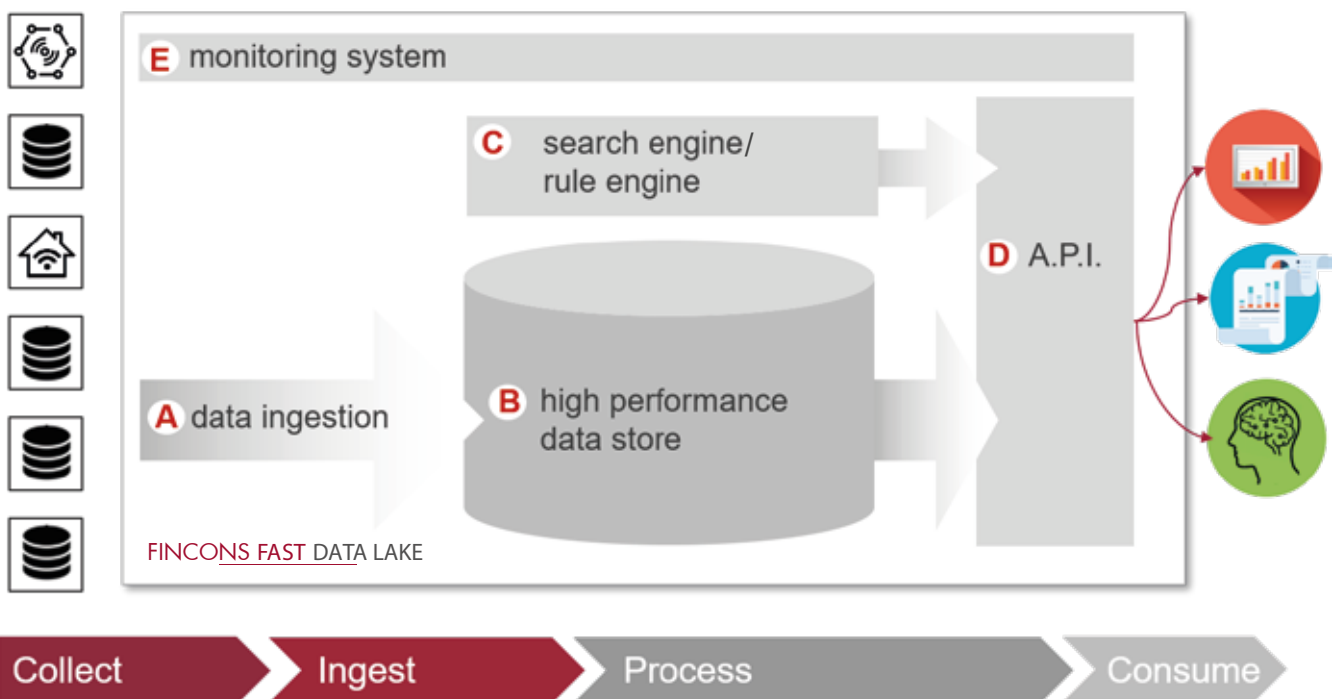 E monitoring system
C search engine/
rule engine
D A.P.I.
A data ingestion
B high performance
data store
FINCONS FAST DATA LAKE
Collect
Ingest
Process
Consume